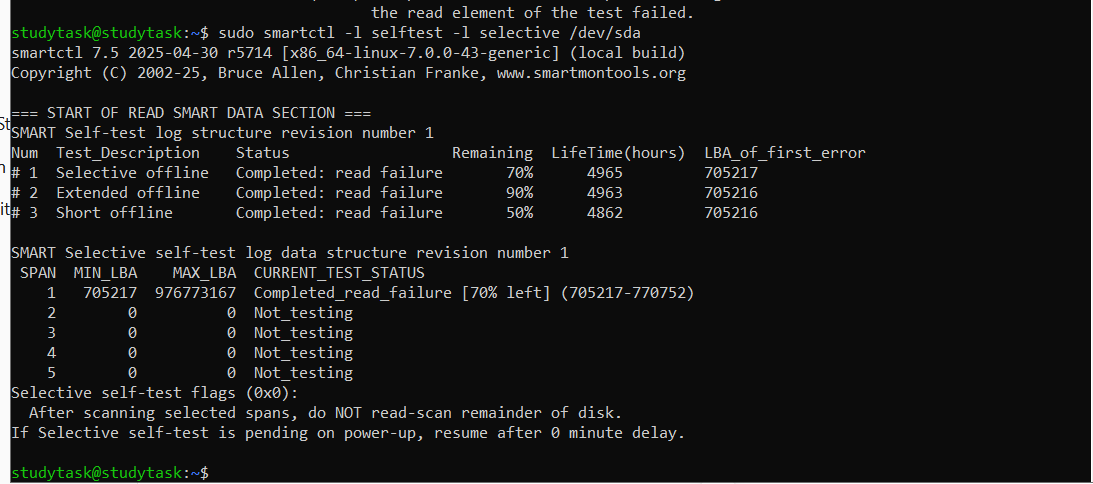 the read element of the test failed.
studytask@studytask:~$ sudo smartctl -l selftest -l selective /dev/sda
smartctl 7.5 2025-04-30 r5714 [x86_64-linux-7.0.0-43-generic] (local build)
Copyright (C) 2002-25, Bruce Allen, Christian Franke, www.smartmontools.org

=== START OF READ SMART DATA SECTION ===
SMART Self-test log structure revision number 1
Num  Test_Description    Status                  Remaining  LifeTime(hours)  LBA_of_first_error
# 1  Selective offline   Completed: read failure       70%      4965         705217
# 2  Extended offline    Completed: read failure       90%      4963         705216
# 3  Short offline       Completed: read failure       50%      4862         705216

SMART Selective self-test log data structure revision number 1
 SPAN  MIN_LBA    MAX_LBA  CURRENT_TEST_STATUS
    1   705217  976773167  Completed_read_failure [70% left] (705217-770752)
    2        0          0  Not_testing
    3        0          0  Not_testing
    4        0          0  Not_testing
    5        0          0  Not_testing
Selective self-test flags (0x0):
  After scanning selected spans, do NOT read-scan remainder of disk.
If Selective self-test is pending on power-up, resume after 0 minute delay.

studytask@studytask:~$